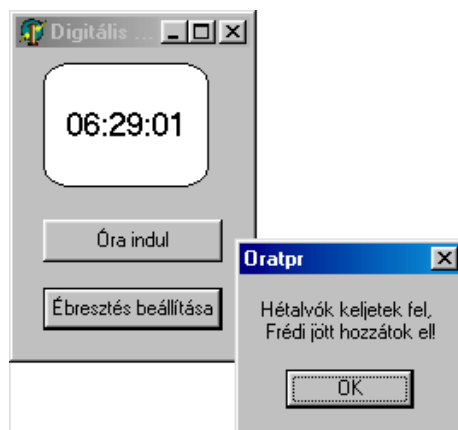 Digitális ...
06:29:01
Óra indul
Ébresztés beállítása
Oratpr
Hétalvók keljetek fel,
Frédi jött hozzátok el!
OK